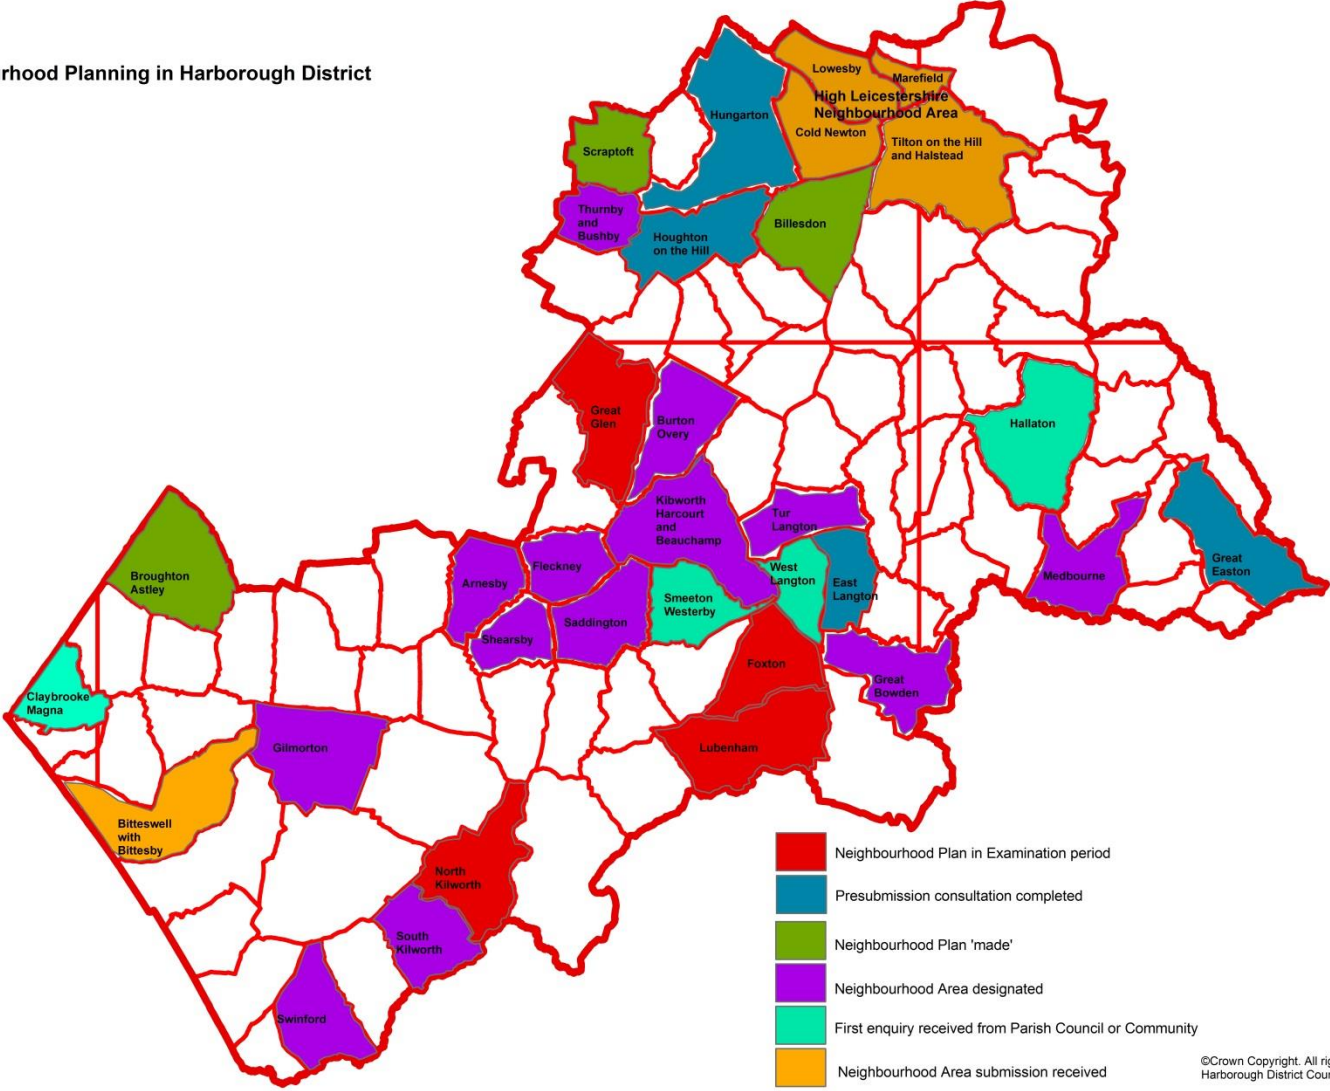 rhood Planning in Harborough District
Lowesby
Marefield
High Leicestershire
Neighbourhood Area
Hungarton
Cold Newton
Tilton on the Hill
and Halstead
Scraptoft
Thurnby
and
Bushby
Houghton
on the Hill
Billesdon
Great
Glen
Burton
Overy
Hallaton
Kibworth
Harcourt
and
Beauchamp
Tur
Langton
Broughton
Astley
Arnesby
Fleckney
West
Langton
East
Langton
Medbourne
Great
Easton
Smeeton
Westerby
Saddington
Shearsby
Foxton
Great
Bowden
Claybrooke
Magna
Gilmorton
Lubenham
Bitteswell
with
Bittesby
North
Kilworth
South
Kilworth
Swinford
Neighbourhood Plan in Examination period
Presubmission consultation completed
Neighbourhood Plan 'made'
Neighbourhood Area designated
First enquiry received from Parish Council or Community
Neighbourhood Area submission received
©Crown Copyright. All rig
Harborough District Cour